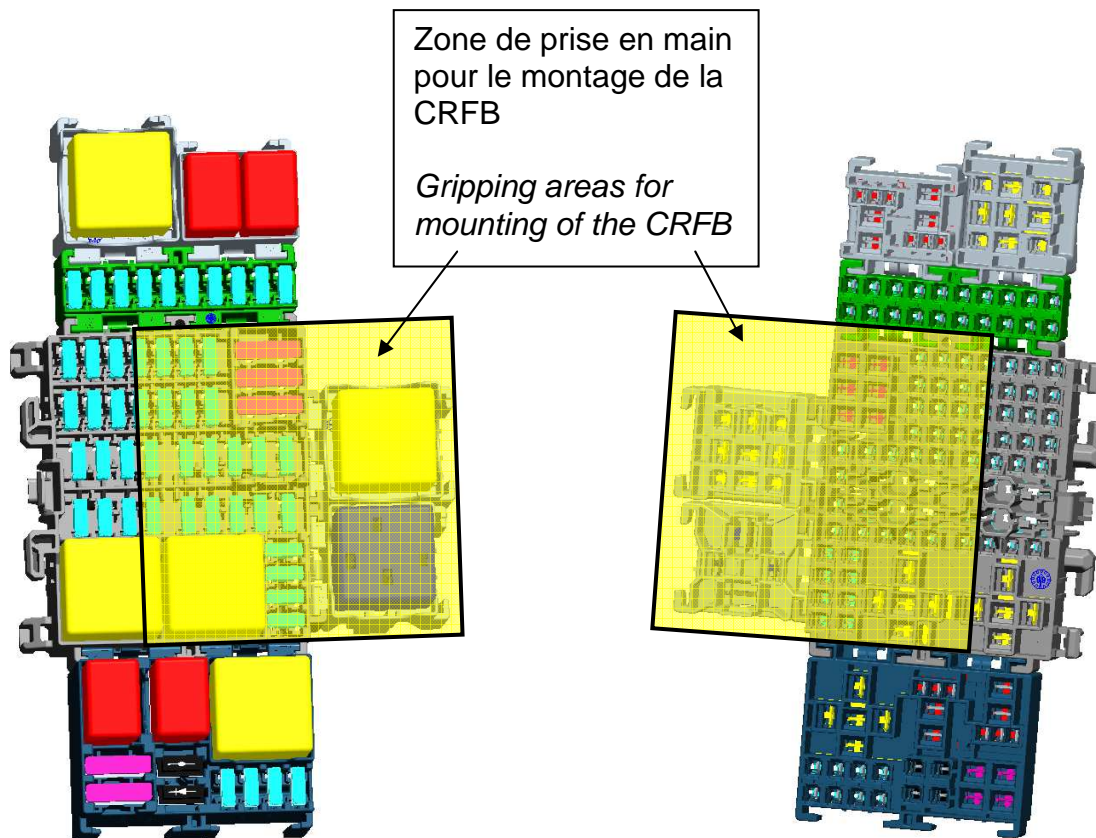 Zone de prise en main
pour le montage de la
CRFB
Gripping areas for
mounting of the CRFB